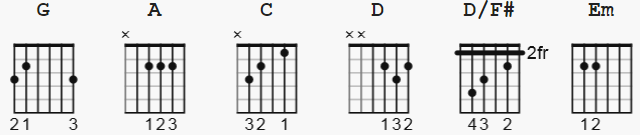 G A C D D/F# Em
× × ××
2fr
21 3 123 32 1 132 43 2 12